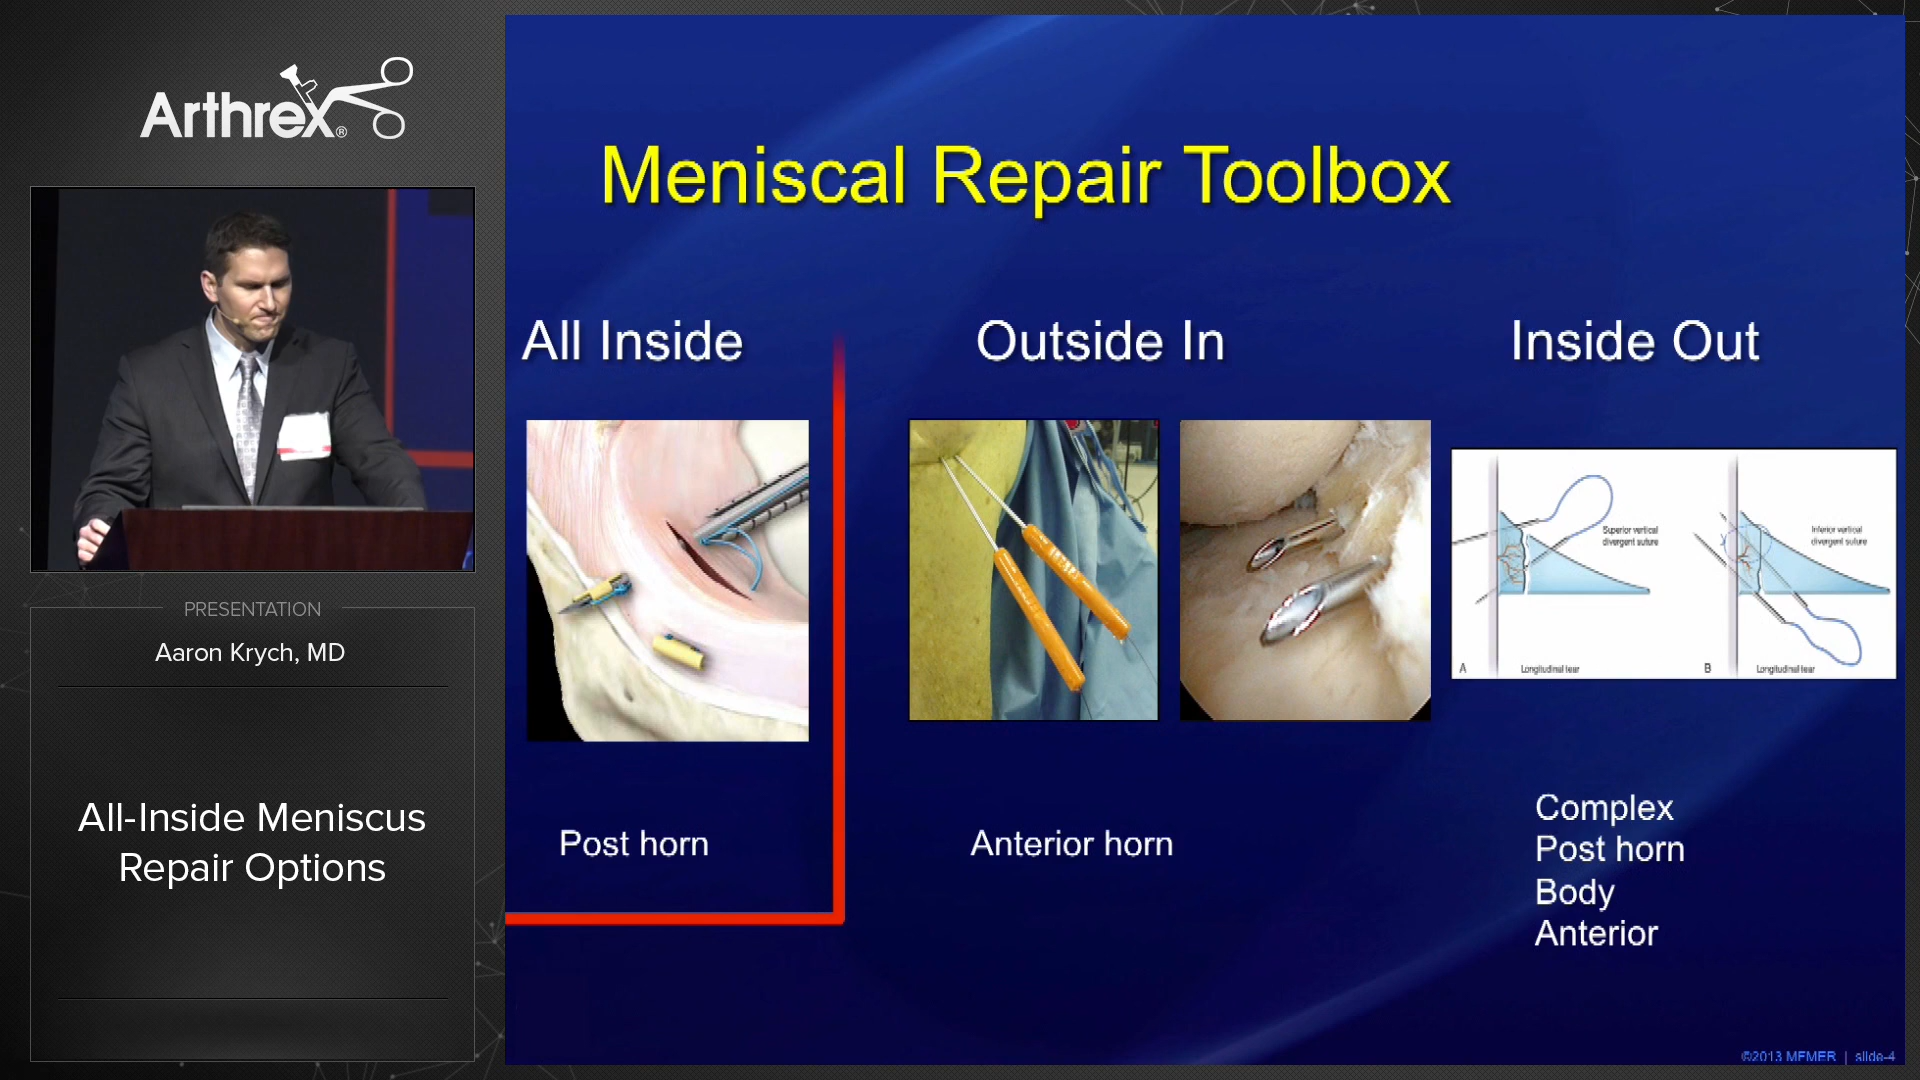 Arthrex®
PRESENTATION
Aaron Krych, MD
All-Inside Meniscus
Repair Options
Meniscal Repair Toolbox
All Inside
Outside In
Inside Out
Superior vertical
divergent suture
Inferior vertical
divergent suture
A
Longitudinal tear
B
Longitudinal tear
Post horn
Anterior horn
Complex
Post horn
Body
Anterior
©2013 MFMER | slide-4